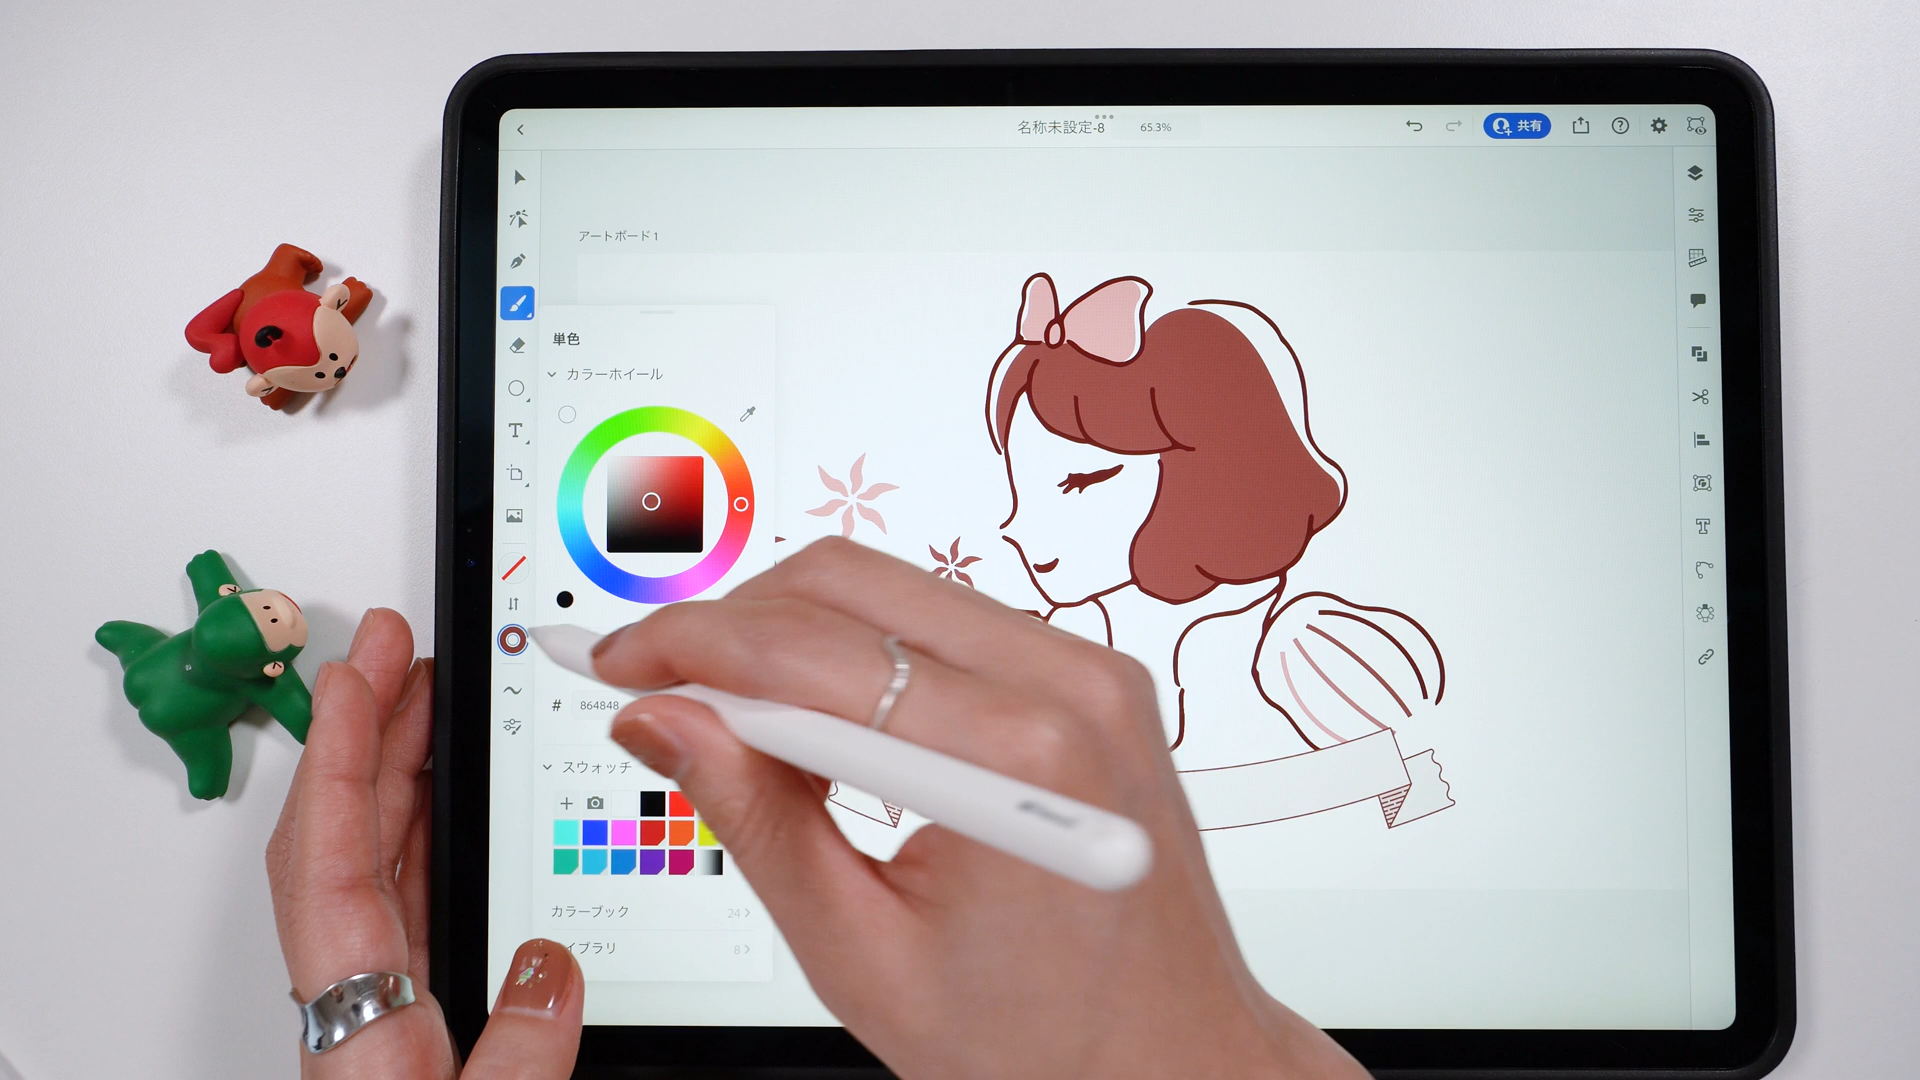 名称未設定-8
65.3%
共有
アートボード1
単色
カラーホイール
# 864848
スウォッチ
カラーブック
24
イブラリ
8